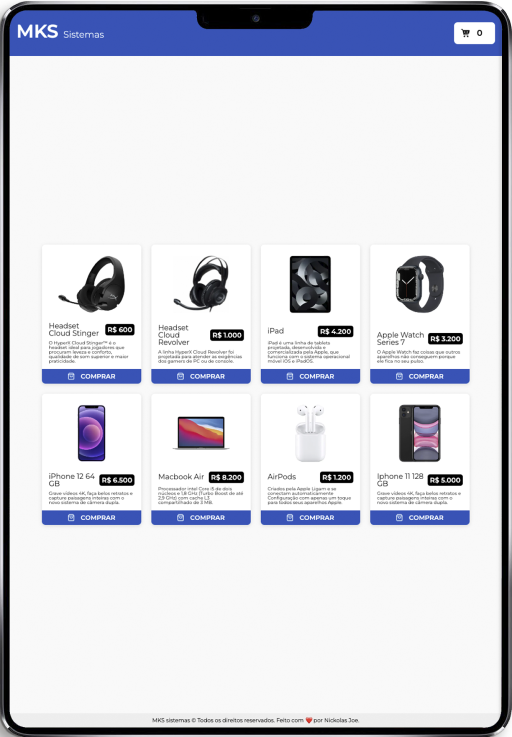 MKS Sistemas
0
Headset
Cloud Stinger
R$ 600
O HyperX Cloud Stinger™ é o
headset ideal para jogadores que
procuram leveza e conforto,
qualidade de som superior e maior
praticidade.
COMPRAR
Headset
Cloud
Revolver
R$ 1.000
A linha HyperX Cloud Revolver foi
projetada para atender as exigências
dos gamers de PC ou de console.
COMPRAR
iPad
R$ 4.200
iPad é uma linha de tablets
projetada, desenvolvida e
comercializada pela Apple, que
funciona com o sistema operacional
móvel iOS e iPadOS.
COMPRAR
Apple Watch
Series 7
R$ 3.200
O Apple Watch faz coisas que outros
aparelhos não conseguem porque
ele fica no seu pulso.
COMPRAR
iPhone 12 64
GB
R$ 6.500
Grave vídeos 4K, faça belos retratos e
capture paisagens inteiras com o
novo sistema de câmera dupla.
COMPRAR
Macbook Air
R$ 8.200
Processador intel Core i5 de dois
núcleos e 1,8 GHz (Turbo Boost de até
2,9 GHz) com cache L3
compartilhado de 3 MB.
COMPRAR
AirPods
R$ 1.200
Criados pela Apple Ligam e se
conectam automaticamente
Configuração com apenas um toque
para todos seus aparelhos Apple.
COMPRAR
Iphone 11 128
GB
R$ 5.000
Grave vídeos 4K, faça belos retratos e
capture paisagens inteiras com o
novo sistema de câmera dupla.
COMPRAR
MKS sistemas © Todos os direitos reservados. Feito com ❤️ por Nickolas Joe.